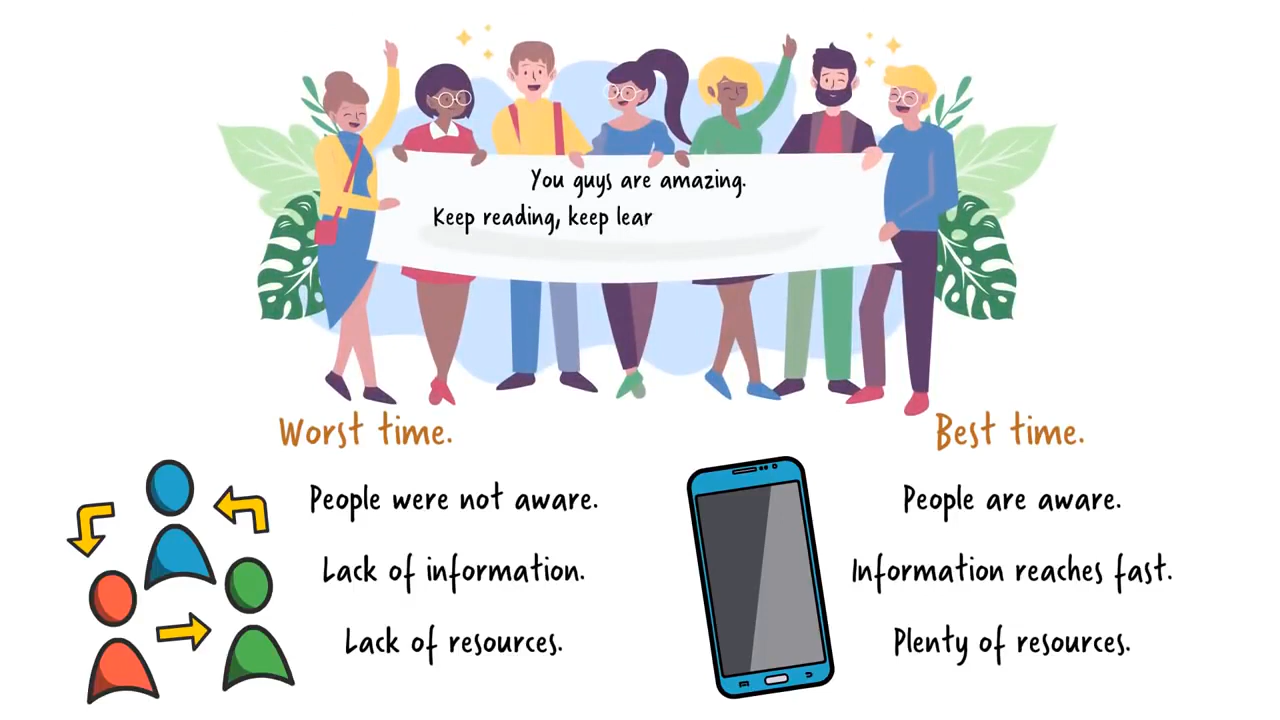 You guys are amazing.
Keep reading, keep lear
Worst time.
People were not aware.
Lack of information.
Lack of resources.
Best time.
People are aware.
Information reaches fast.
Plenty of resources.